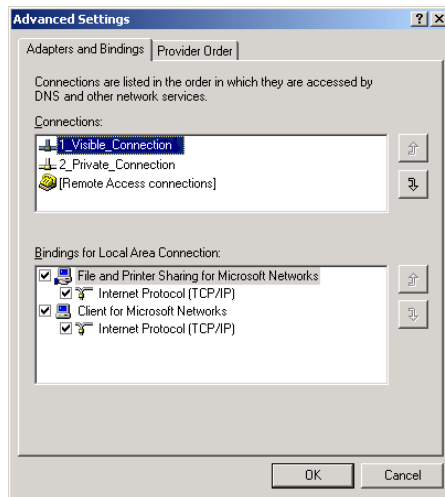 Advanced Settings
Adapters and Bindings
Provider Order
Connections are listed in the order in which they are accessed by
DNS and other network services.
Connections:
1_Visible_Connection
2_Private_Connection
[Remote Access connections]
Bindings for Local Area Connection:
File and Printer Sharing for Microsoft Networks
Internet Protocol (TCP/IP)
Client for Microsoft Networks
Internet Protocol (TCP/IP)
OK
Cancel